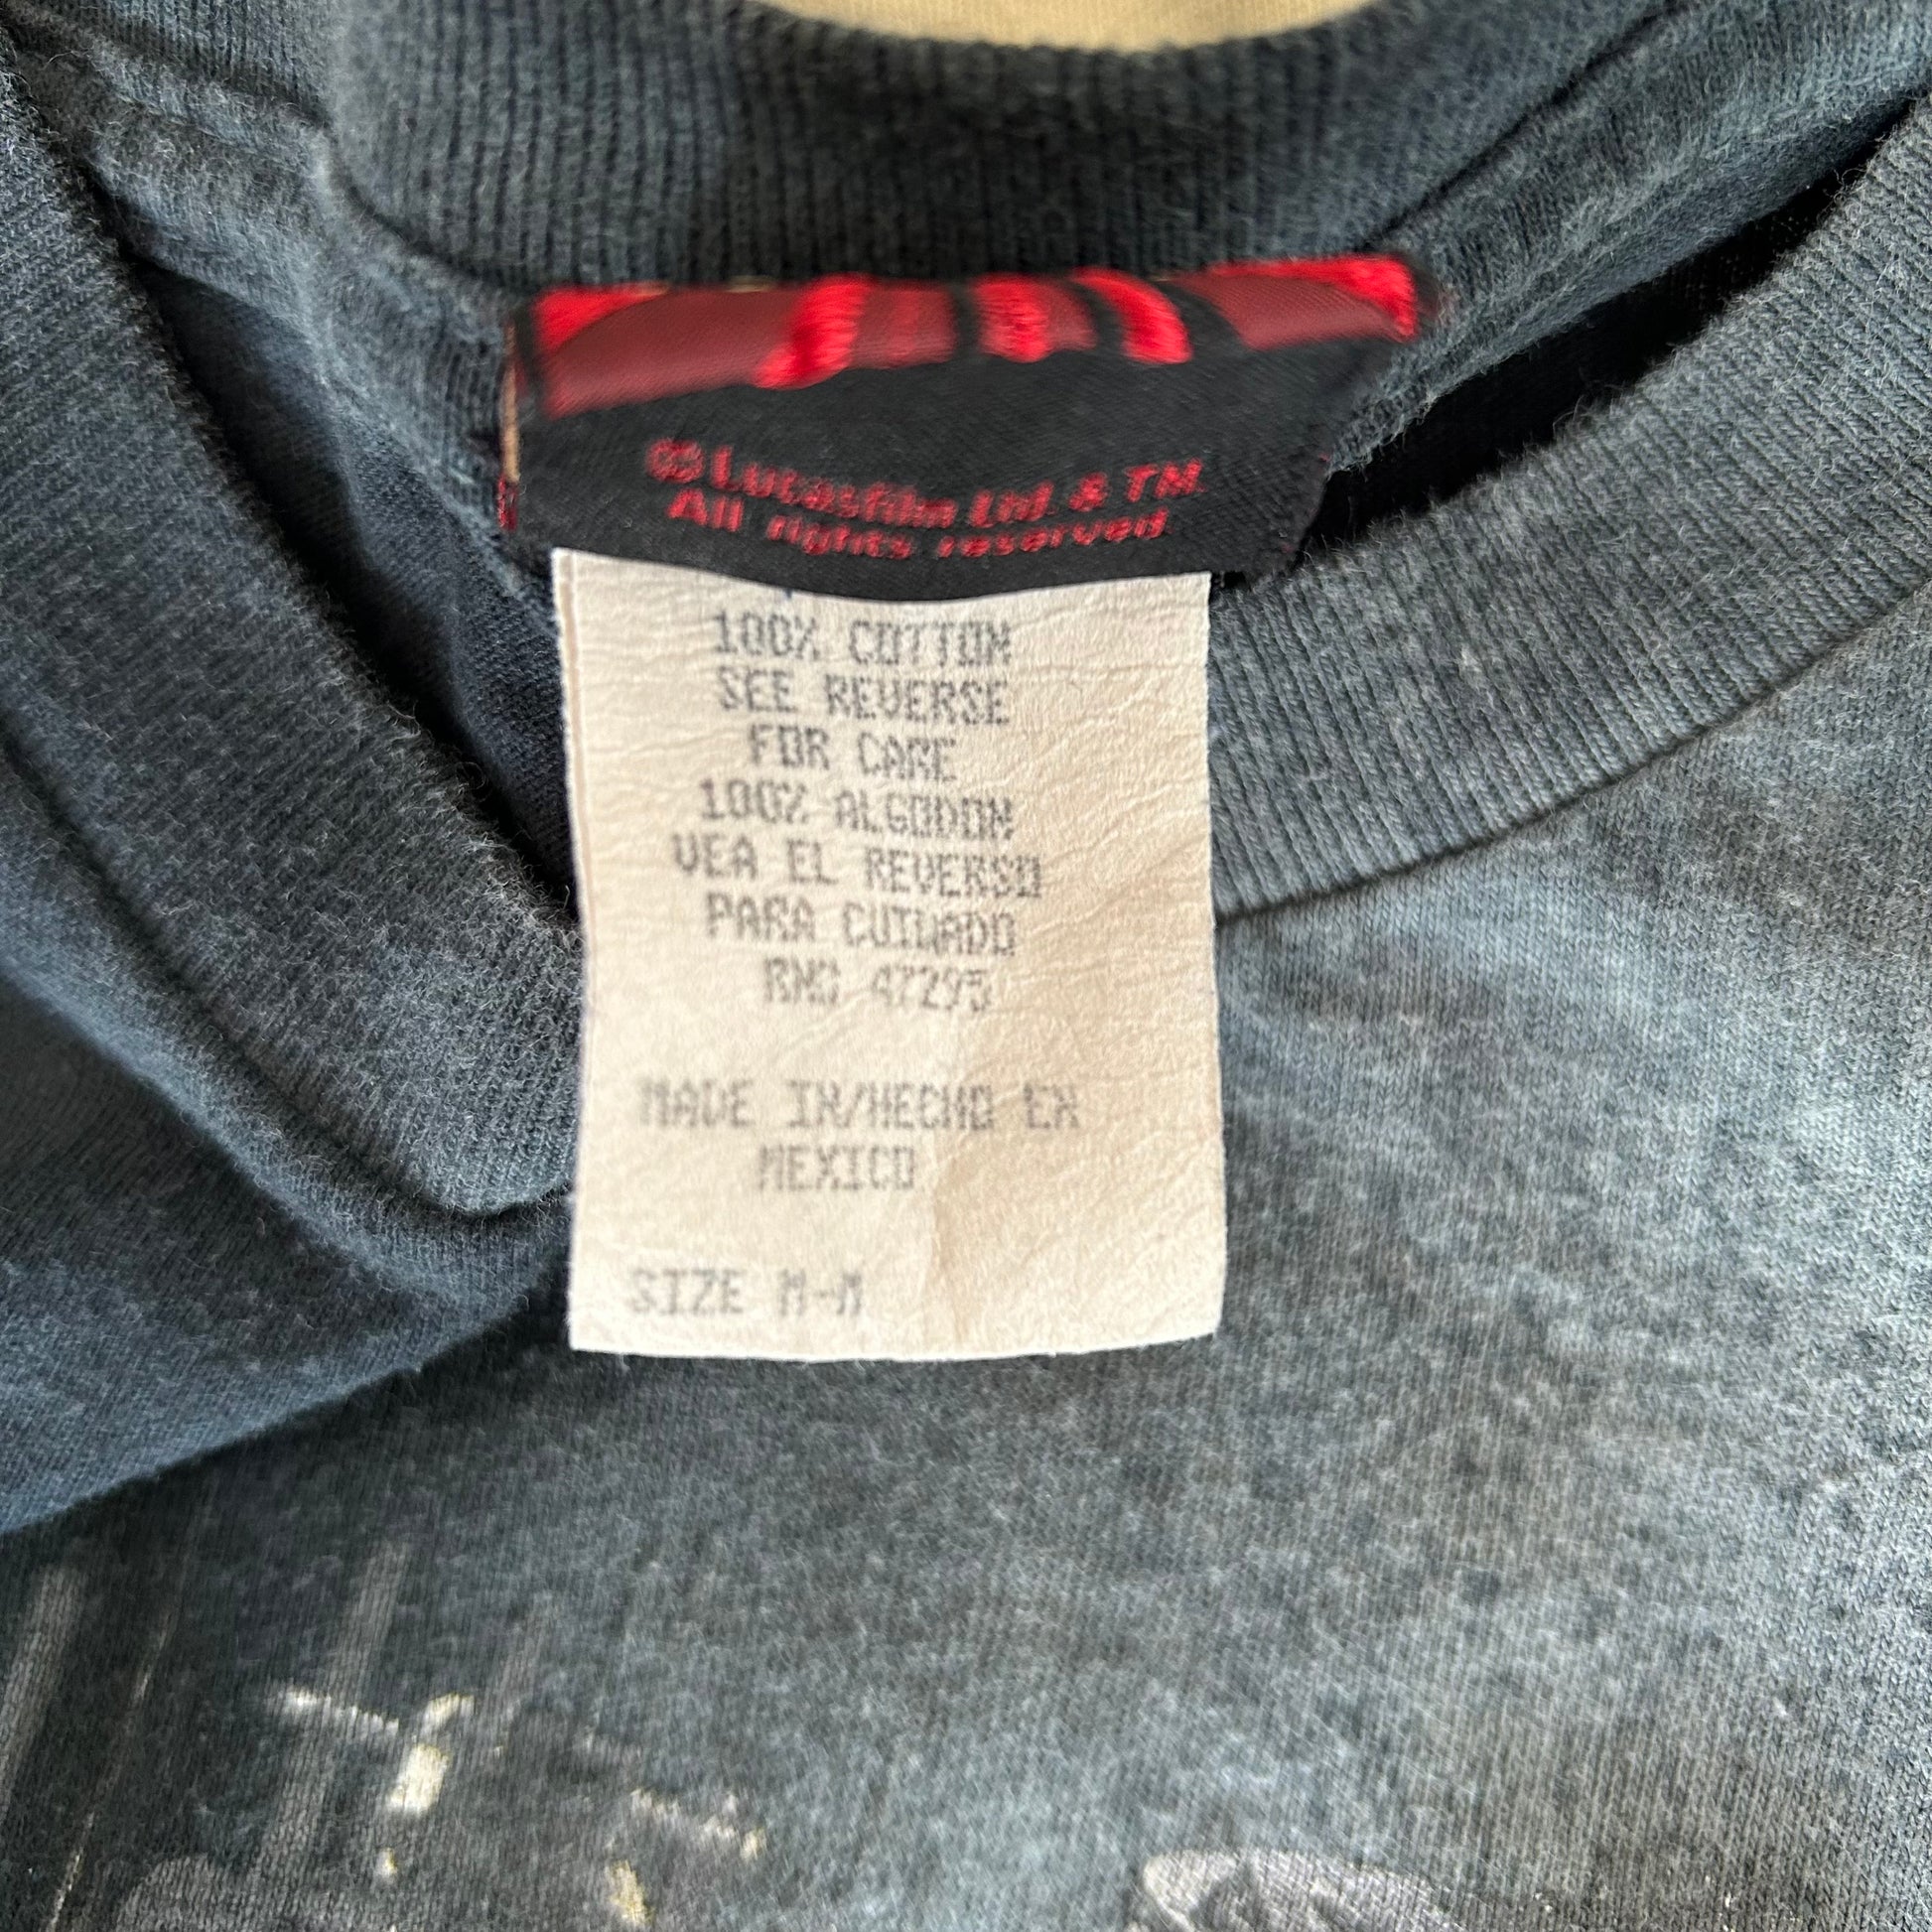 © Lucasfilm Ltd. & TM.
All rights reserved
100% COTTON
SEE REVERSE
FOR CARE
100% ALGODON
VEA EL REVERSO
PARA CUIDADO
RN# 47295
MADE IN/HECHO EN
MEXICO
SIZE M-M